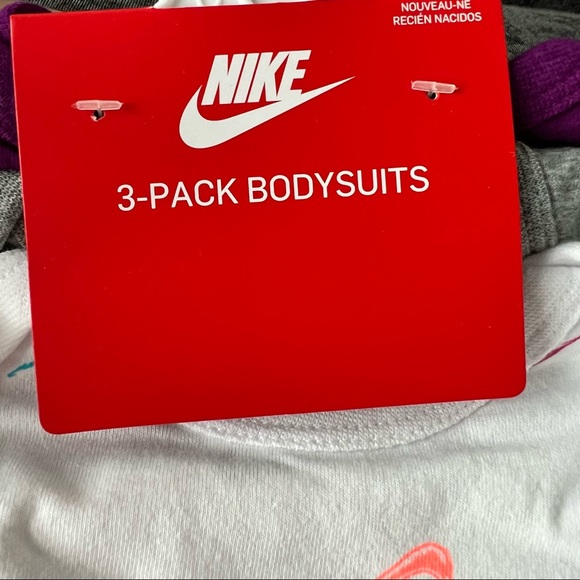 NOUVEAU-NÉ
RECIÉN NACIDOS
NIKE
3-PACK BODYSUITS